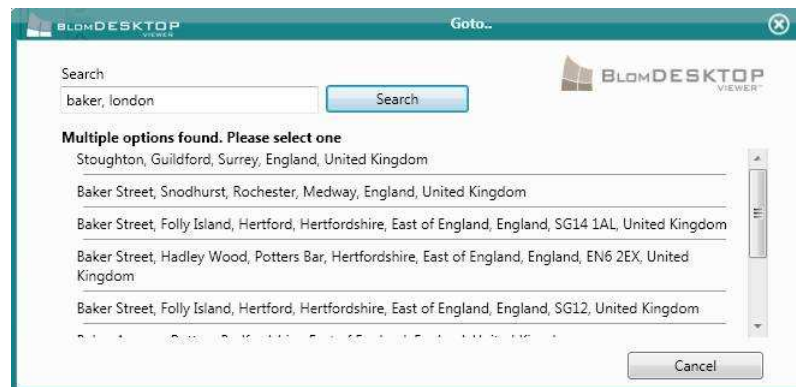 BLOMDESKTOP
VIEWER
Goto..
Search
BLOMDESKTOP
VIEWER™
baker, london
Search
Multiple options found. Please select one
Stoughton, Guildford, Surrey, England, United Kingdom
Baker Street, Snodhurst, Rochester, Medway, England, United Kingdom
Baker Street, Folly Island, Hertford, Hertfordshire, East of England, England, SG14 1AL, United Kingdom
Baker Street, Hadley Wood, Potters Bar, Hertfordshire, East of England, England, EN6 2EX, United
Kingdom
Baker Street, Folly Island, Hertford, Hertfordshire, East of England, England, SG12, United Kingdom
Cancel